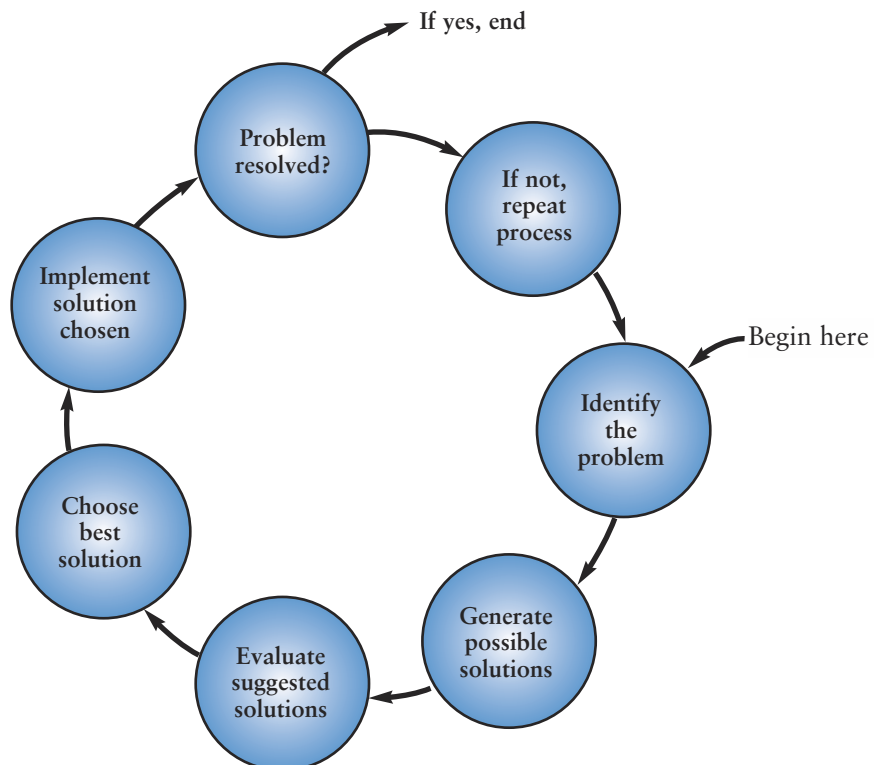 If yes, end
Problem
resolved?
If not,
repeat
process
Begin here
Identify
the
problem
Generate
possible
solutions
Evaluate
suggested
solutions
Choose
best
solution
Implement
solution
chosen